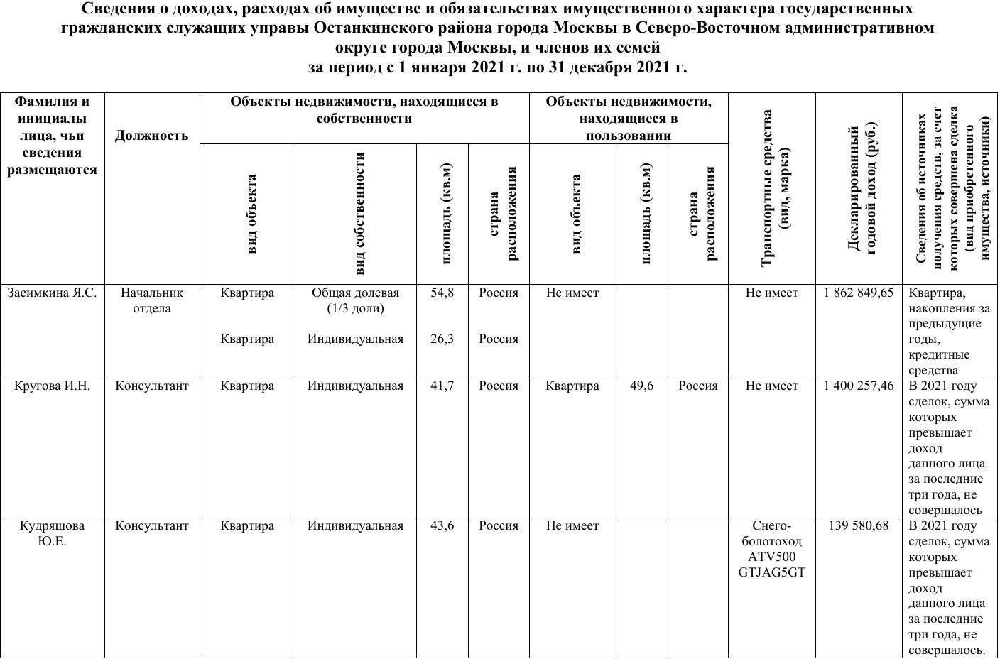 Сведения о доходах, расходах об имуществе и обязательствах имущественного характера государственных
гражданских служащих управы Останкинского района города Москвы в Северо-Восточном административном
округе города Москвы, и членов их семей
за период с 1 января 2021 г. по 31 декабря 2021 г.
Фамилия и
инициалы
лица, чьи
сведения
размещаются
Должность
Объекты недвижимости, находящиеся в
собственности
вид объекта
вид собственности
площадь (кв.м)
страна
расположения
Объекты недвижимости,
находящиеся в
пользовании
вид объекта
площадь (кв.м)
страна
расположения
Транспортные средства
(вид, марка)
Декларированный
годовой доход (руб.)
Сведения об источниках
получения средств, за счет
которых совершена сделка
(вид приобретенного
имущества, источники)
Засимкина Я.С.
Начальник
отдела
Квартира
Общая долевая
(1/3 доли)
54,8
Россия
Квартира
Индивидуальная
26,3
Россия
Не имеет
Не имеет
1 862 849,65
Квартира,
накопления за
предыдущие
годы,
кредитные
средства
Кругова И.Н.
Консультант
Квартира
Индивидуальная
41,7
Россия
Квартира
49,6
Россия
Не имеет
1 400 257,46
В 2021 году
сделок, сумма
которых
превышает
доход
данного лица
за последние
три года, не
совершалось
Кудряшова
Ю.Е.
Консультант
Квартира
Индивидуальная
43,6
Россия
Не имеет
Снего-
болотоход
ATV500
GTJAG5GT
139 580,68
В 2021 году
сделок, сумма
которых
превышает
доход
данного лица
за последние
три года, не
совершалось.